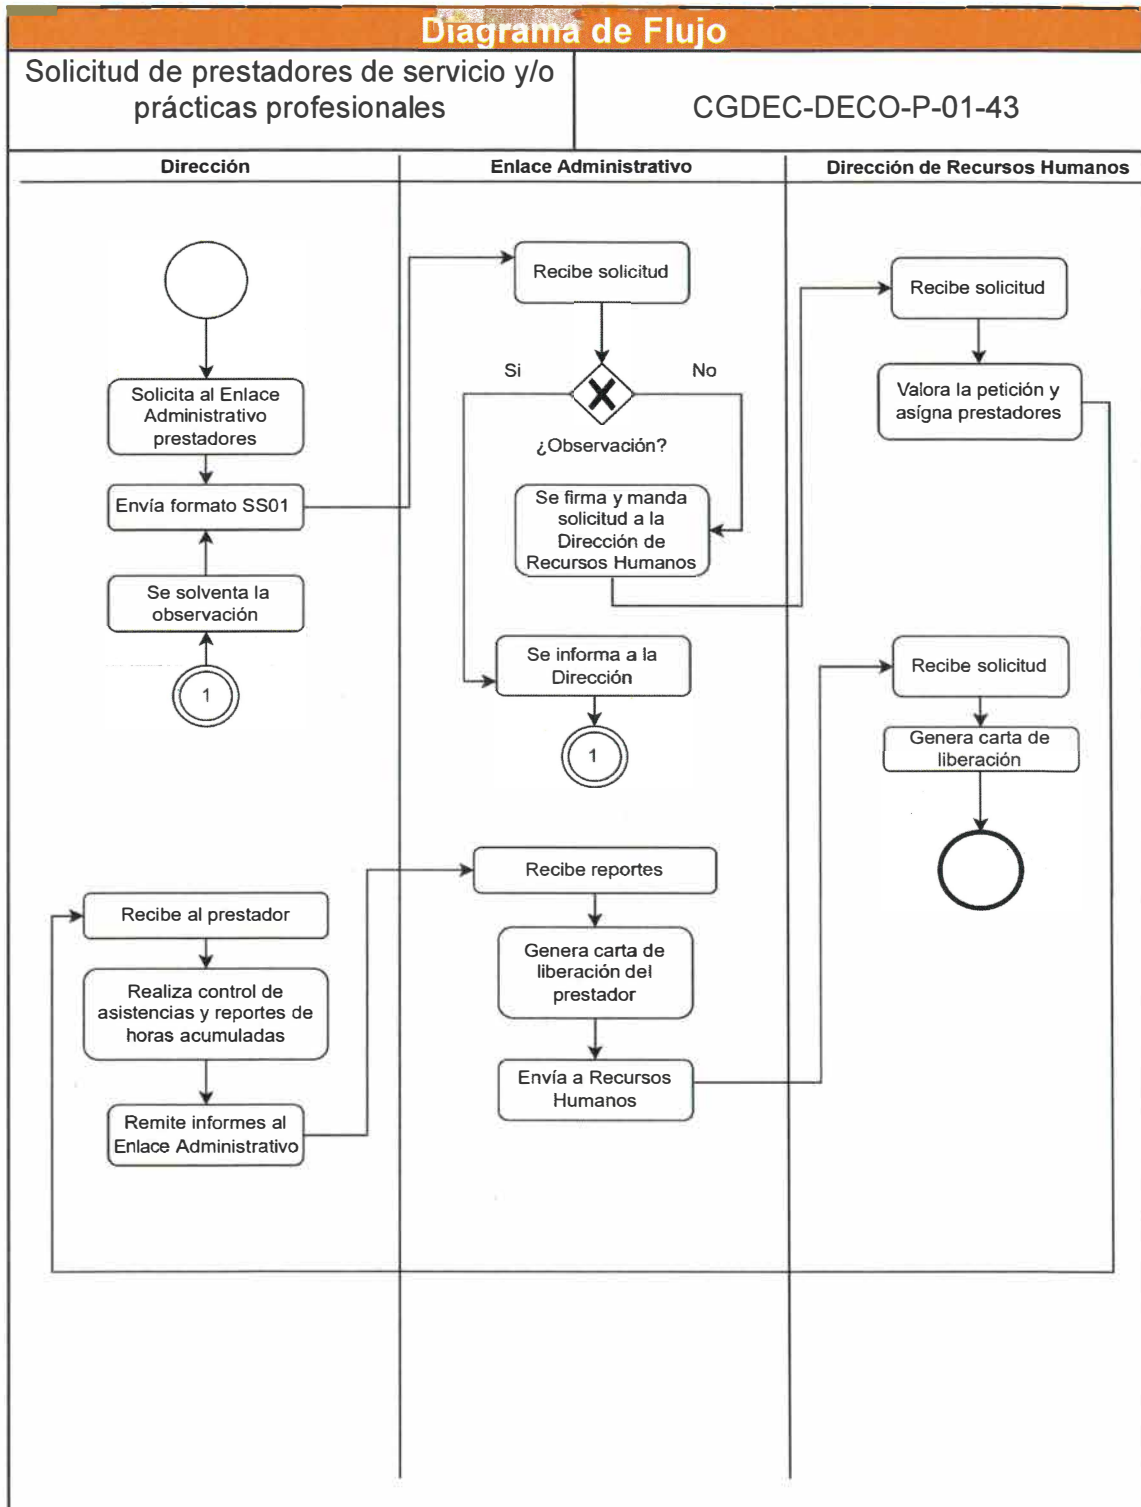 Diagrama de Flujo
Solicitud de prestadores de servicio y/o
prácticas profesionales
CGDEC-DECO-P-01-43
Dirección
Enlace Administrativo
Dirección de Recursos Humanos
Solicita al Enlace
Administrativo
prestadores
Envía formato SS01
Se solventa la
observación
1
Recibe solicitud
Si
No
¿Observación?
Se firma y manda
solicitud a la
Dirección de
Recursos Humanos
Se informa a la
Dirección
1
Recibe solicitud
Valora la petición y
asígna prestadores
Recibe solicitud
Genera carta de
liberación
Recibe al prestador
Realiza control de
asistencias y reportes de
horas acumuladas
Remite informes al
Enlace Administrativo
Recibe reportes
Genera carta de
liberación del
prestador
Envía a Recursos
Humanos